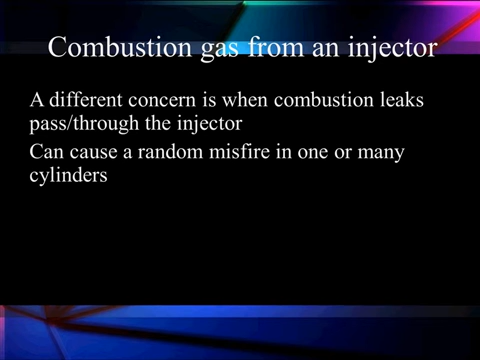 Combustion gas from an injector
A different concern is when combustion leaks
pass/through the injector
Can cause a random misfire in one or many
cylinders